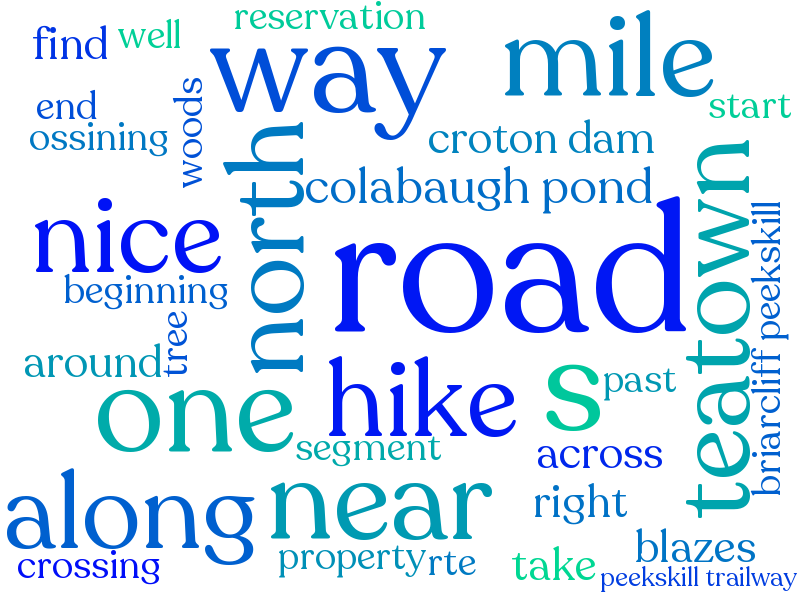 reservation
find
well
way
mile
end
woods
start
ossining
croton dam
north
colabaugh pond
teatown
nice
road
briarcliff peekskill
beginning
tree
around
hike
s
past
one
segment
across
along
near
right
crossing
property
rte
take
blazes
peekskill trailway